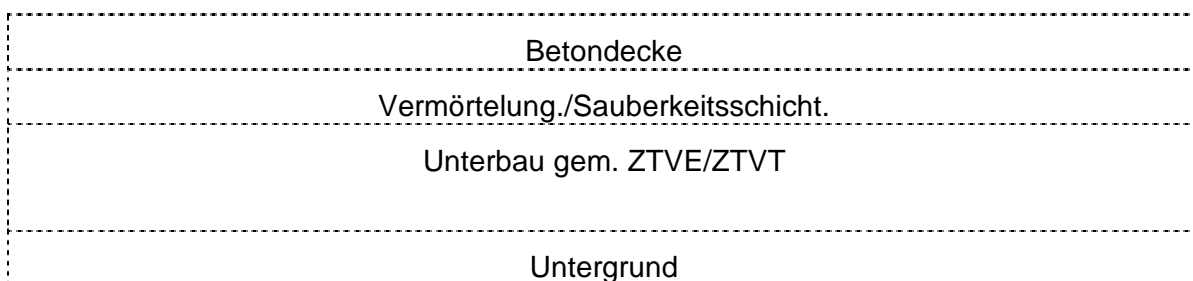 Betondecke
Vermörtelung./Sauberkeitsschicht.
Unterbau gem. ZTVE/ZTVT
Untergrund